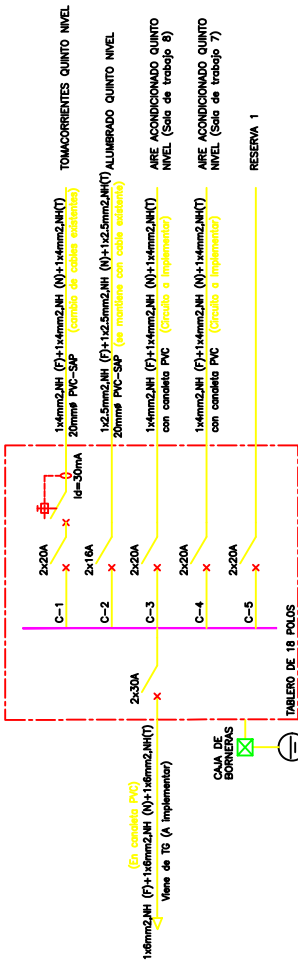 1x6mm2,NH (F)+1x6mm2,NH (N)+1x6mm2,NH(T)
(En canaleta PVC)
Viene de TG (A implementar)
CAJA DE
BORNERAS
TABLERO DE 18 POLOS
2x30A
C-1
2x20A
Id=30mA
1x4mm2,NH (F)+1x4mm2,NH (N)+1x4mm2,NH(T)
20mmø PVC-SAP
(cambio de cables existentes)
TOMACORRIENTES QUINTO NIVEL
C-2
2x16A
1x2.5mm2,NH (F)+1x2.5mm2,NH (N)+1x2.5mm2,NH(T)
20mmø PVC-SAP
(se mantiene con cable existente)
ALUMBRADO QUINTO NIVEL
C-3
2x20A
1x4mm2,NH (F)+1x4mm2,NH (N)+1x4mm2,NH(T)
con canaleta PVC
(Circuito a implementar)
AIRE ACONDICIONADO QUINTO
NIVEL (Sala de trabajo 8)
C-4
2x20A
1x4mm2,NH (F)+1x4mm2,NH (N)+1x4mm2,NH(T)
con canaleta PVC
(Circuito a implementar)
AIRE ACONDICIONADO QUINTO
NIVEL (Sala de trabajo 7)
C-5
2x20A
RESERVA 1